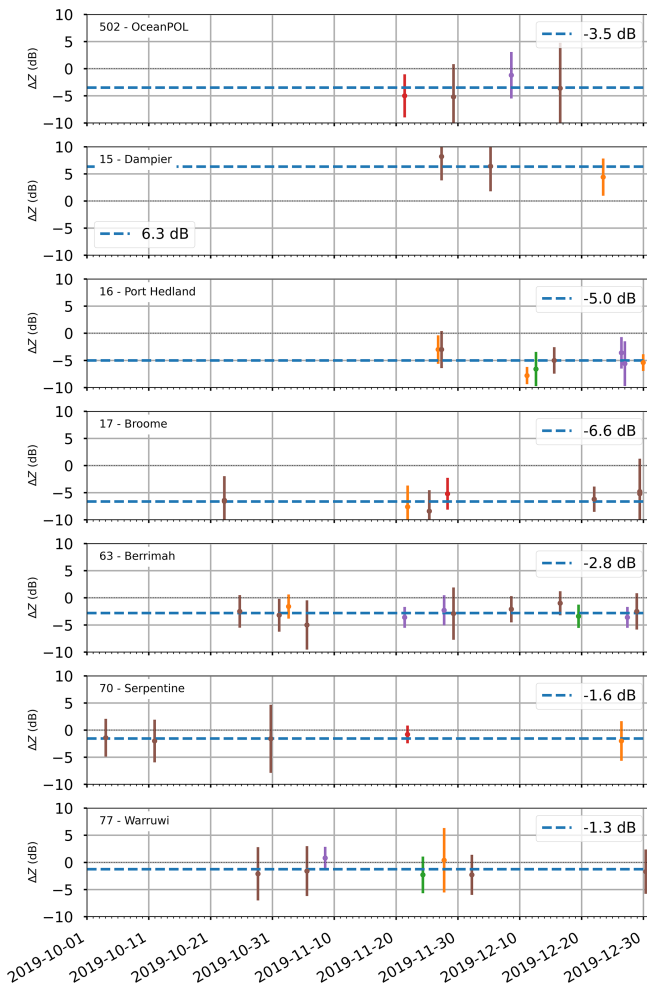 502 - OceanPOL
-3.5 dB
ΔZ (dB)
10
5
0
−5
−10
15 - Dampier
6.3 dB
ΔZ (dB)
10
5
0
−5
−10
16 - Port Hedland
-5.0 dB
ΔZ (dB)
10
5
0
−5
−10
17 - Broome
-6.6 dB
ΔZ (dB)
10
5
0
−5
−10
63 - Berrimah
-2.8 dB
ΔZ (dB)
10
5
0
−5
−10
70 - Serpentine
-1.6 dB
ΔZ (dB)
10
5
0
−5
−10
77 - Warruwi
-1.3 dB
ΔZ (dB)
10
5
0
−5
−10
2019-10-01
2019-10-11
2019-10-21
2019-10-31
2019-11-10
2019-11-20
2019-11-30
2019-12-10
2019-12-20
2019-12-30